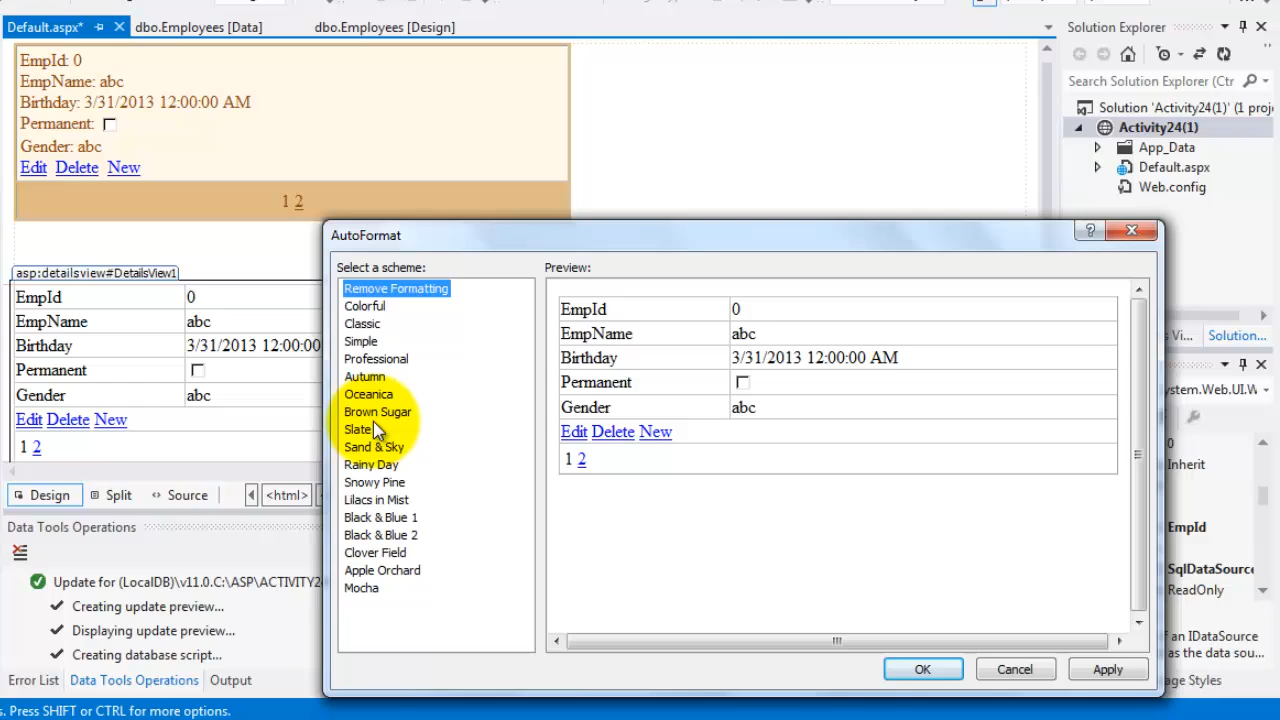 Default.aspx*
dbo.Employees [Data]
dbo.Employees [Design]
EmpId: 0
EmpName: abc
Birthday: 3/31/2013 12:00:00 AM
Permanent:
Gender: abc
Edit Delete New
1 2
asp:detailsview#DetailsView1
EmpId 0
EmpName abc
Birthday 3/31/2013 12:00:00
Permanent
Gender abc
Edit Delete New
1 2
Design Split Source <html>
Data Tools Operations
Update for (LocalDB)\v11.0.C:\ASP\ACTIVITY2
Creating update preview...
Displaying update preview...
Creating database script...
Error List Data Tools Operations Output
s. Press SHIFT or CTRL for more options.
AutoFormat
Select a scheme:
Remove Formatting
Colorful
Classic
Simple
Professional
Autumn
Oceanica
Brown Sugar
Slate
Sand & Sky
Rainy Day
Snowy Pine
Lilacs in Mist
Black & Blue 1
Black & Blue 2
Clover Field
Apple Orchard
Mocha
Preview:
EmpId 0
EmpName abc
Birthday 3/31/2013 12:00:00 AM
Permanent
Gender abc
Edit Delete New
1 2
OK Cancel Apply
Solution Explorer
Search Solution Explorer (Ctr
Solution 'Activity24(1)' (1 proj
Activity24(1)
App_Data
Default.aspx
Web.config
s Vi... Solution...
ystem.Web.UI.W
0
Inherit
EmpId
SqlDataSource
ReadOnly
f an IDataSource
as the data sou...
age Styles